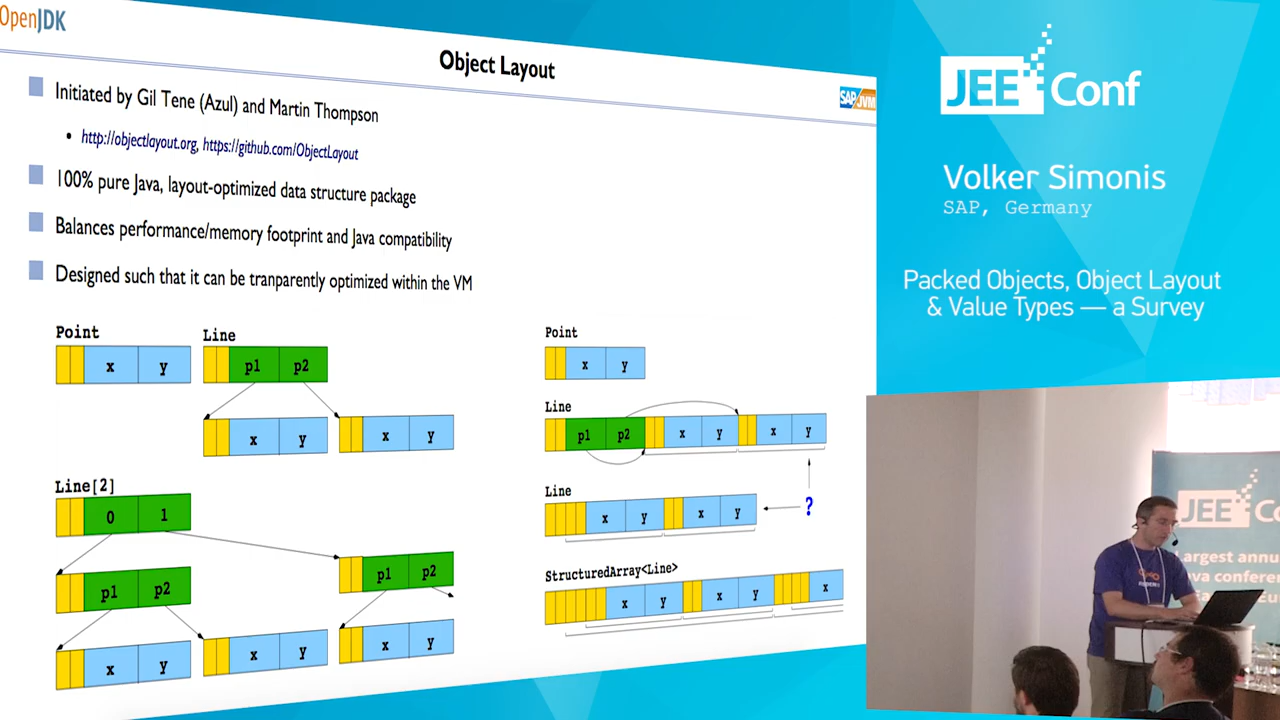 OpenJDK
Object Layout
SAP JVM
Initiated by Gil Tene (Azul) and Martin Thompson
http://objectlayout.org, https://github.com/ObjectLayout
100% pure Java, layout-optimized data structure package
Balances performance/memory footprint and Java compatibility
Designed such that it can be tranparently optimized within the VM
Point
x y
Line
p1 p2
x y x y
Line[2]
0 1
p1 p2
p1 p2
x y
x y
x y
Point
x y
Line
p1 p2 x y x y
Line
x y x y
?
StructuredArray<Line>
x y x y x
JEE Conf
Volker Simonis
SAP, Germany
Packed Objects, Object Layout
& Value Types — a Survey
JEE